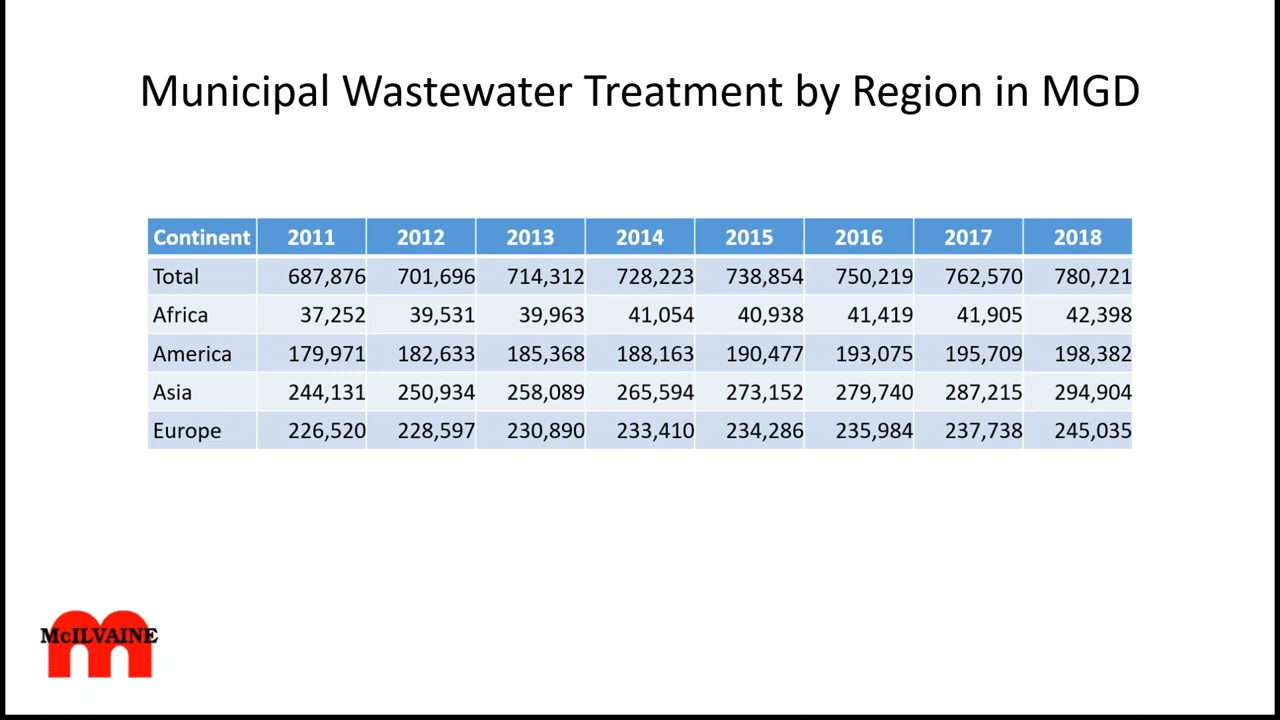 Municipal Wastewater Treatment by Region in MGD
Continent 2011 2012 2013 2014 2015 2016 2017 2018
Total 687,876 701,696 714,312 728,223 738,854 750,219 762,570 780,721
Africa 37,252 39,531 39,963 41,054 40,938 41,419 41,905 42,398
America 179,971 182,633 185,368 188,163 190,477 193,075 195,709 198,382
Asia 244,131 250,934 258,089 265,594 273,152 279,740 287,215 294,904
Europe 226,520 228,597 230,890 233,410 234,286 235,984 237,738 245,035
McILVAINE